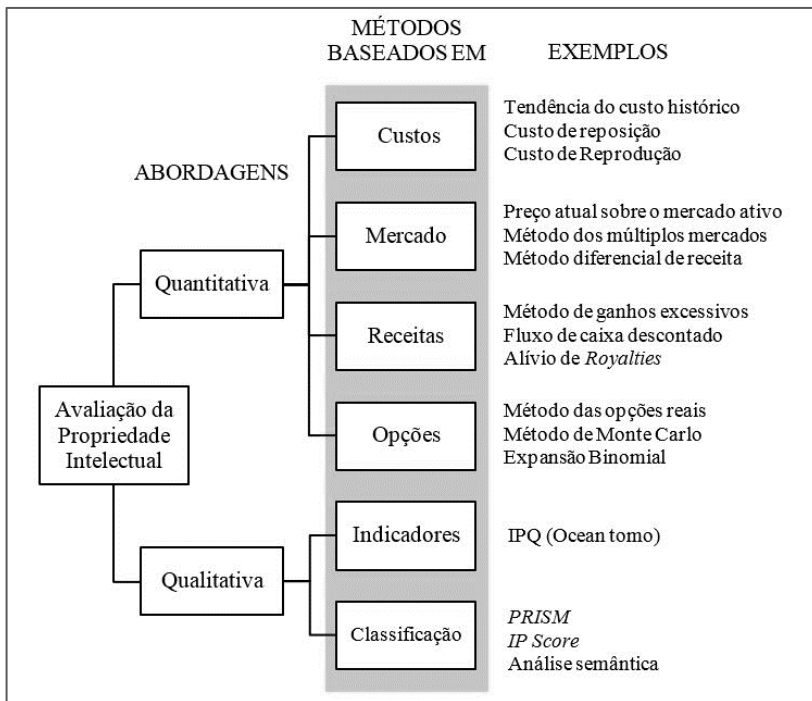 MÉTODOS
BASEADOS EM
EXEMPLOS
ABORDAGENS
Custos
Tendência do custo histórico
Custo de reposição
Custo de Reprodução
Mercado
Preço atual sobre o mercado ativo
Método dos múltiplos mercados
Método diferencial de receita
Quantitativa
Receitas
Método de ganhos excessivos
Fluxo de caixa descontado
Alívio de Royalties
Avaliação da
Propriedade
Intelectual
Opções
Método das opções reais
Método de Monte Carlo
Expansão Binomial
Qualitativa
Indicadores
IPQ (Ocean tomo)
Classificação
PRISM
IP Score
Análise semântica